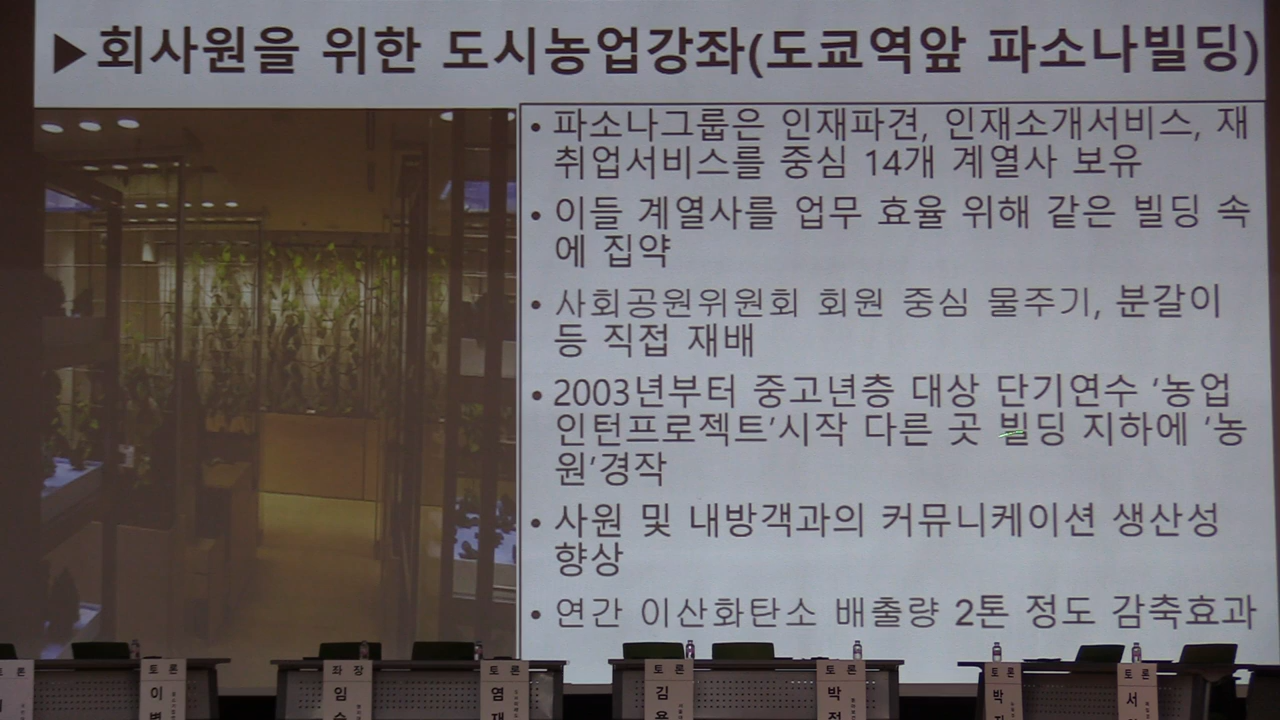 ▶회사원을 위한 도시농업강좌(도쿄역앞 파소나빌딩)
• 파소나그룹은 인재파견, 인재소개서비스, 재
취업서비스를 중심 14개 계열사 보유
• 이들 계열사를 업무 효율 위해 같은 빌딩 속
에 집약
• 사회공원위원회 회원 중심 물주기, 분갈이
등 직접 재배
• 2003년부터 중고년층 대상 단기연수 '농업
인턴프로젝트'시작 다른 곳 빌딩 지하에 '농
원'경작
• 사원 및 내방객과의 커뮤니케이션 생산성
향상
• 연간 이산화탄소 배출량 2톤 정도 감축효과
토 론
토 론
이
좌 장
임
토 론
염
토 론
김
토 론
박
토 론
박
토 론
서